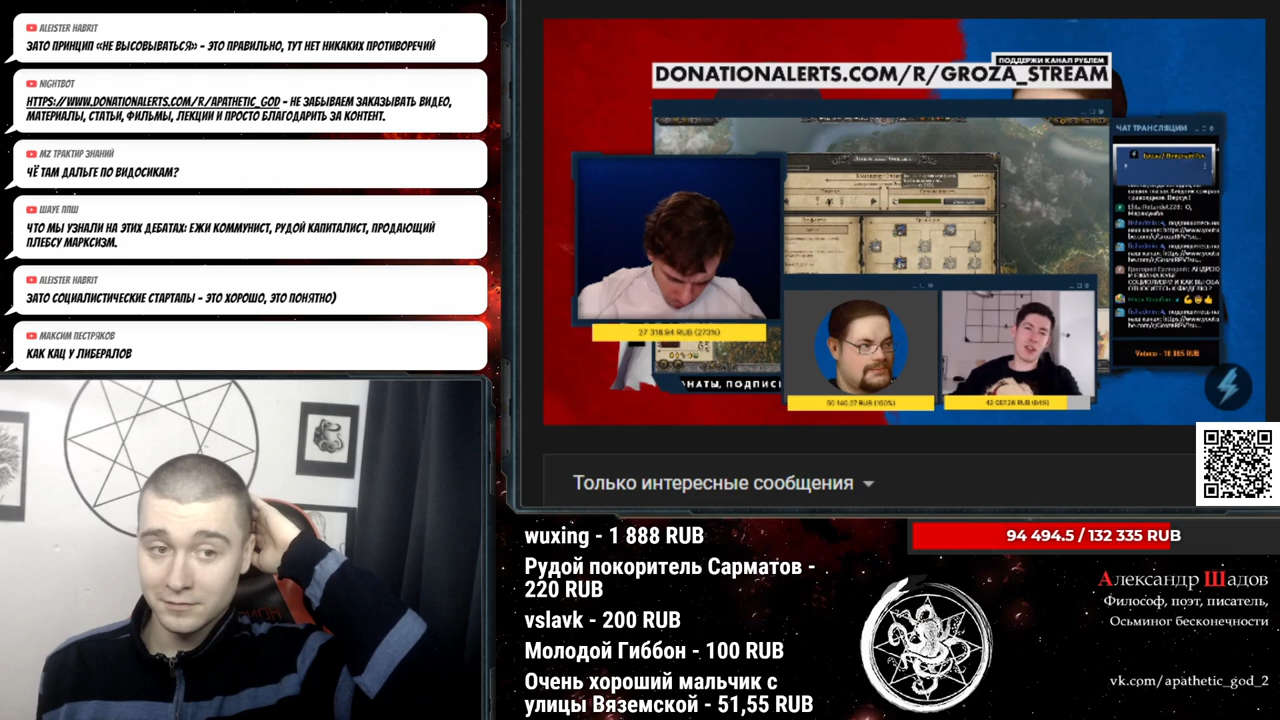 ALEISTER HABRIT
ЗАТО ПРИНЦИП «НЕ ВЫСОВЫВАТЬСЯ» - ЭТО ПРАВИЛЬНО, ТУТ НЕТ НИКАКИХ ПРОТИВОРЕЧИЙ
NIGHTBOT
HTTPS://WWW.DONATIONALERTS.COM/R/APATHETIC_GOD - НЕ ЗАБЫВАЕМ ЗАКАЗЫВАТЬ ВИДЕО,
МАТЕРИАЛЫ, СТАТЬИ, ФИЛЬМЫ, ЛЕКЦИИ И ПРОСТО БЛАГОДАРИТЬ ЗА КОНТЕНТ.
MZ ТРАКТИР ЗНАНИЙ
ЧЁ ТАМ ДАЛЬГЕ ПО ВИДОСИКАМ?
ШАУЕ ППШ
ЧТО МЫ УЗНАЛИ НА ЭТИХ ДЕБАТАХ: ЕЖИ КОММУНИСТ, РУДОЙ КАПИТАЛИСТ, ПРОДАЮЩИЙ
ПЛЕБСУ МАРКСИЗМ.
ALEISTER HABRIT
ЗАТО СОЦИАЛИСТИЧЕСКИЕ СТАРТАПЫ - ЭТО ХОРОШО, ЭТО ПОНЯТНО)
МАКСИМ ПЕСТРЯКОВ
КАК КАЦ У ЛИБЕРАЛОВ
ПОДДЕРЖИ КАНАЛ РУБЛЕМ
DONATIONALERTS.COM/R/GROZA_STREAM
ЧАТ ТРАНСЛЯЦИИ
27 318.94 RUB (273%)
50 140.27 RUB (100%)
НАТЫ, ПОДПИС
Только интересные сообщения
wuxing - 1 888 RUB
Рудой покоритель Сарматов -
220 RUB
vslavk - 200 RUB
Молодой Гиббон - 100 RUB
Очень хороший мальчик с
улицы Вяземской - 51,55 RUB
94 494.5 / 132 335 RUB
Александр Шадов
Философ, поэт, писатель,
Осьминог бесконечности
vk.com/apathetic_god_2